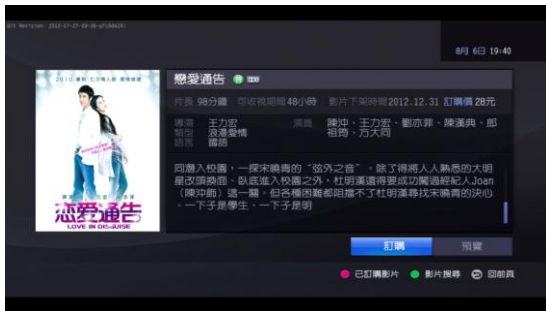 8月 6日 19:40
戀愛通告
片長 98分鐘 可收視期間 48小時 影片下架時間 2012.12.31 訂購價 28元
導演 王力宏 演員 陳沖、王力宏、劉亦菲、陳漢典、郎祖筠、方大同
類型 浪漫愛情
語言 國語
同潛入校園，一探宋曉青的“弦外之音”。除了得將人人熟悉的大明
星改頭換面、臥底進入校園之外，杜明漢還得要成功闖過經紀人Joan
（陳沖飾）這一關。但各種困難都阻擋不了杜明漢尋找宋曉青的決心
。一下子是學生、一下子是明
恋爱通告
LOVE IN DISGUISE
訂購 預覽
已訂購影片 影片搜尋 回前頁